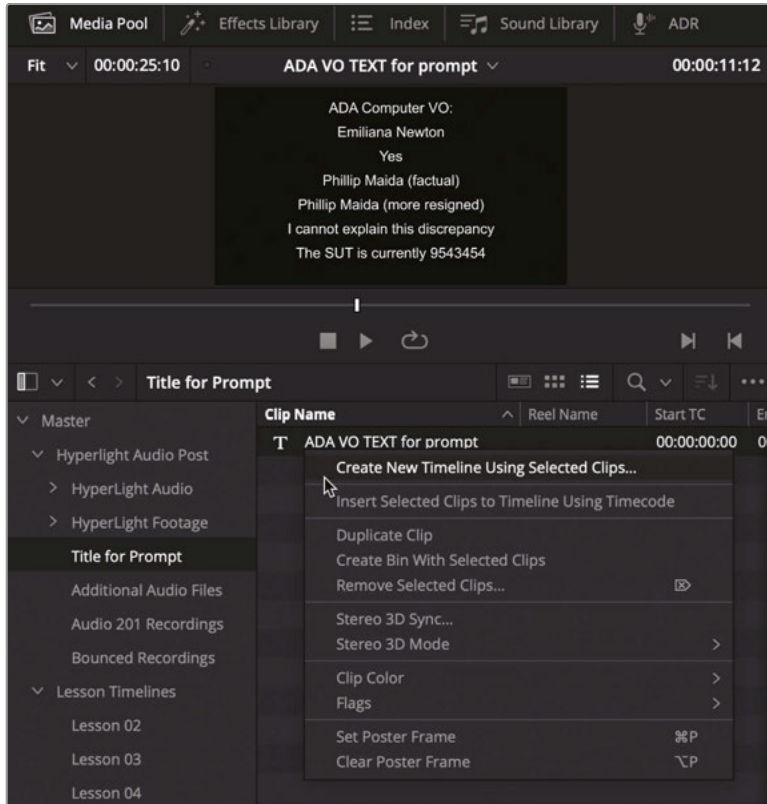 Media Pool Effects Library Index Sound Library ADR
Fit 00:00:25:10 ADA VO TEXT for prompt 00:00:11:12
ADA Computer VO:
Emiliana Newton
Yes
Phillip Maida (factual)
Phillip Maida (more resigned)
I cannot explain this discrepancy
The SUT is currently 9543454
Title for Prompt
Master
Hyperlight Audio Post
HyperLight Audio
HyperLight Footage
Title for Prompt
Additional Audio Files
Audio 201 Recordings
Bounced Recordings
Lesson Timelines
Lesson 02
Lesson 03
Lesson 04
Clip Name Reel Name Start TC
T ADA VO TEXT for prompt 00:00:00:00
Create New Timeline Using Selected Clips...
Insert Selected Clips to Timeline Using Timecode
Duplicate Clip
Create Bin With Selected Clips
Remove Selected Clips...
Stereo 3D Sync...
Stereo 3D Mode
Clip Color
Flags
Set Poster Frame ⌘P
Clear Poster Frame ⌥P